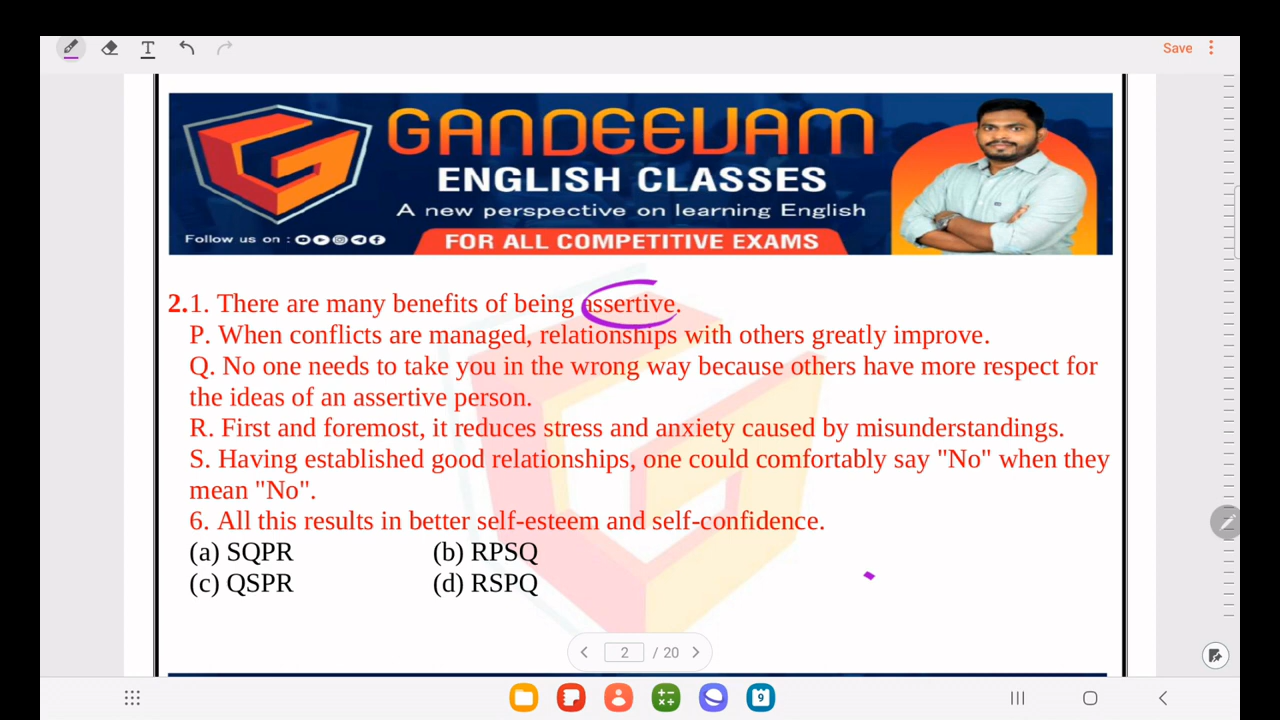 T
Save
GANDEEVAM
ENGLISH CLASSES
A new perspective on learning English
Follow us on :
FOR ALL COMPETITIVE EXAMS
2.1. There are many benefits of being assertive.
P. When conflicts are managed, relationships with others greatly improve.
Q. No one needs to take you in the wrong way because others have more respect for
the ideas of an assertive person.
R. First and foremost, it reduces stress and anxiety caused by misunderstandings.
S. Having established good relationships, one could comfortably say "No" when they
mean "No".
6. All this results in better self-esteem and self-confidence.
(a) SQPR (b) RPSQ
(c) QSPR (d) RSPQ
2 / 20
9